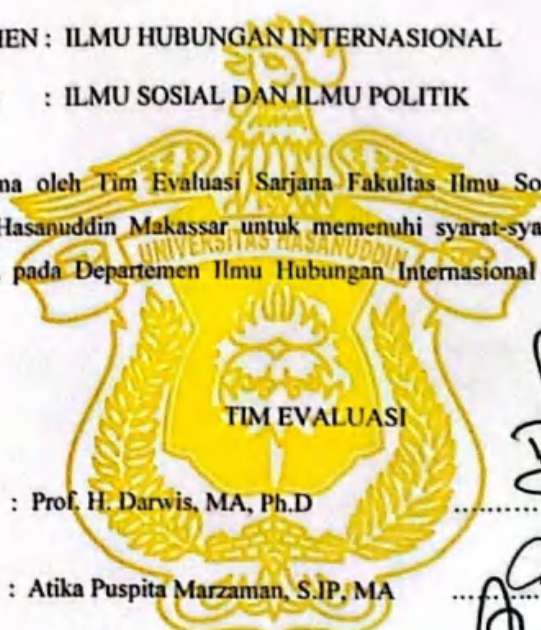 MEN : ILMU HUBUNGAN INTERNASIONAL
: ILMU SOSIAL DAN ILMU POLITIK
ma oleh Tim Evaluasi Sarjana Fakultas Ilmu So
Hasanuddin Makassar untuk memenuhi syarat-sya
UNIVERSITAS HASANUDDIN
pada Departemen Ilmu Hubungan Internasional
TIM EVALUASI
: Prof. H. Darwis, MA, Ph.D ..........
: Atika Puspita Marzaman, S.IP, MA ......